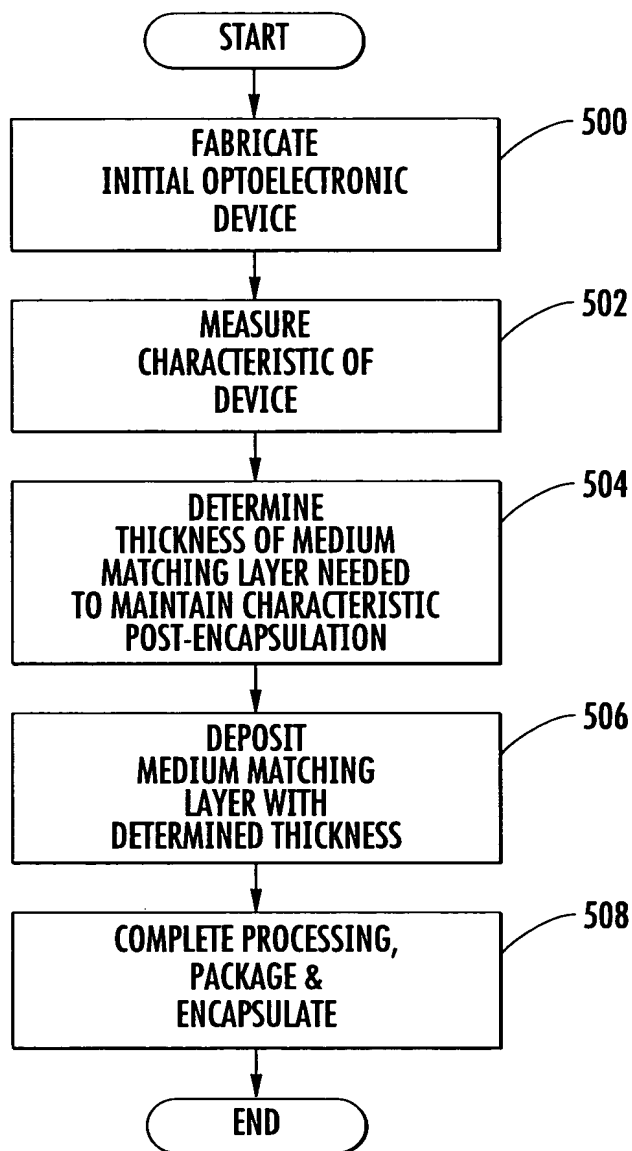 START
500
FABRICATE
INITIAL OPTOELECTRONIC
DEVICE
502
MEASURE
CHARACTERISTIC OF
DEVICE
504
DETERMINE
THICKNESS OF MEDIUM
MATCHING LAYER NEEDED
TO MAINTAIN CHARACTERISTIC
POST-ENCAPSULATION
506
DEPOSIT
MEDIUM MATCHING
LAYER WITH
DETERMINED THICKNESS
508
COMPLETE PROCESSING,
PACKAGE &
ENCAPSULATE
END